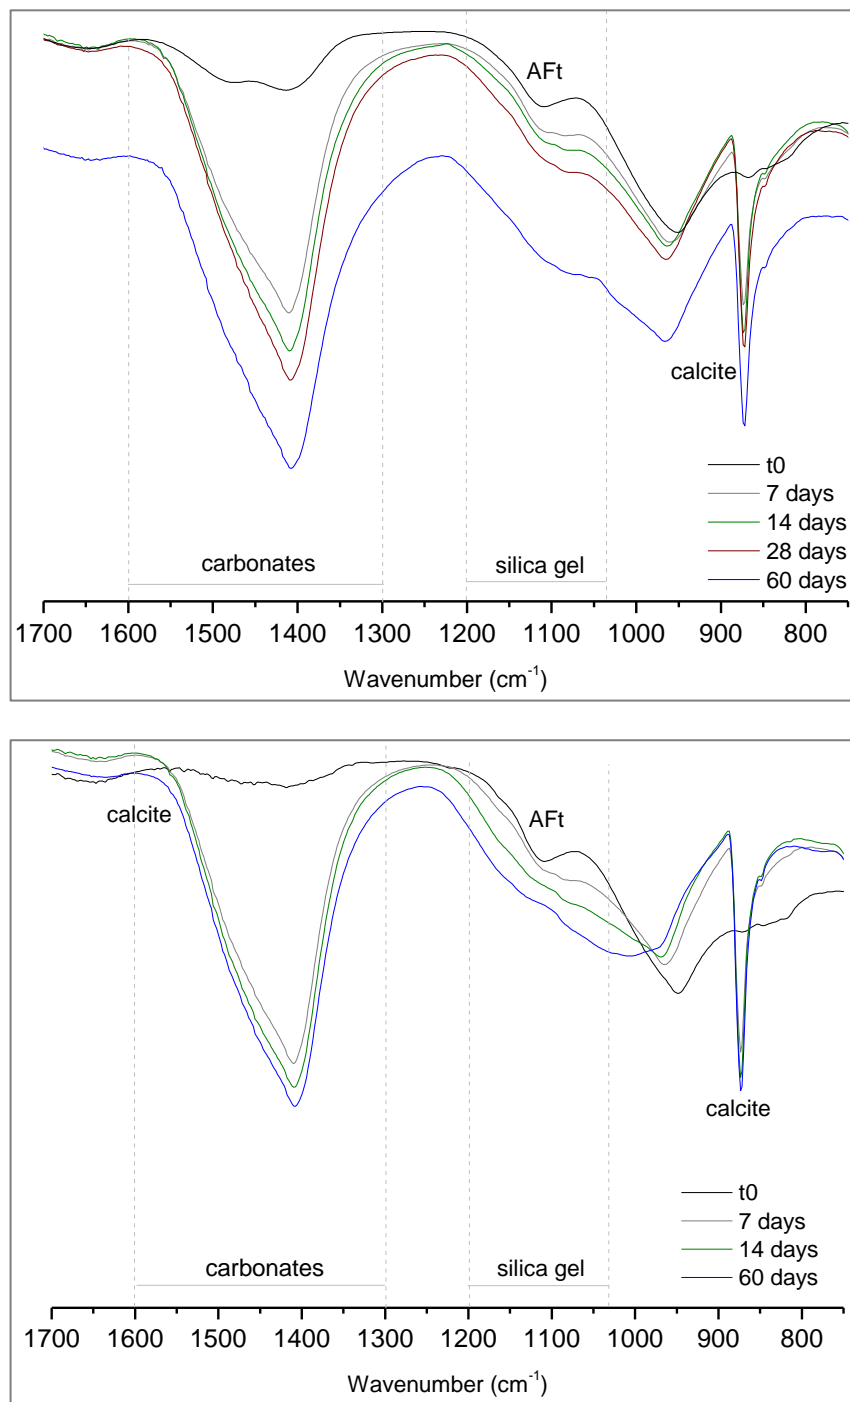 AFt
calcite
t0
7 days
14 days
28 days
60 days
carbonates
silica gel
1700 1600 1500 1400 1300 1200 1100 1000 900 800
Wavenumber (cm-1)
calcite
AFt
calcite
t0
7 days
14 days
60 days
carbonates
silica gel
1700 1600 1500 1400 1300 1200 1100 1000 900 800
Wavenumber (cm-1)